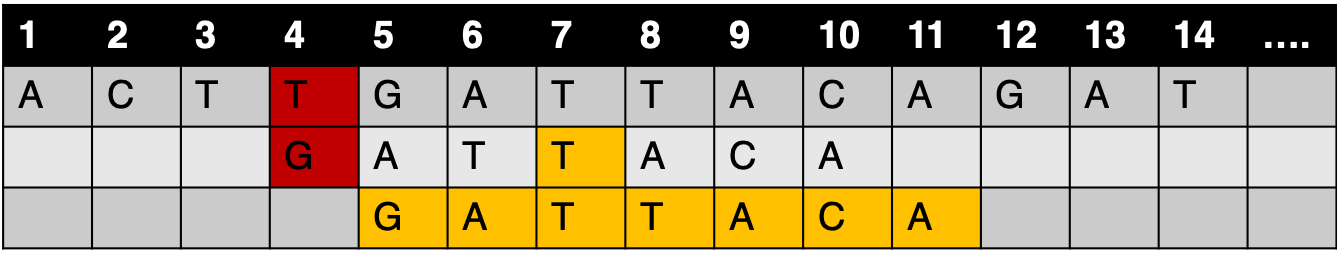 1 2 3 4 5 6 7 8 9 10 11 12 13 14 ....
A C T T G A T T A C A G A T
G A T T A C A
G A T T A C A